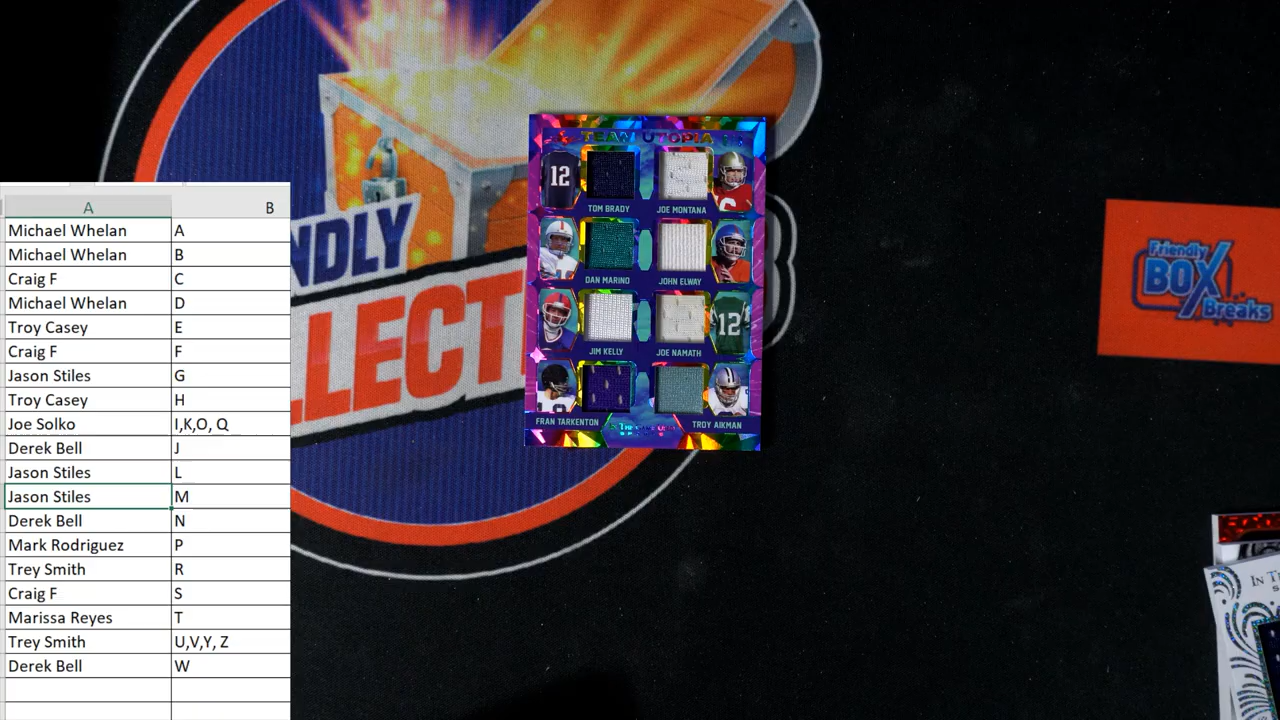 A B
Michael Whelan A
Michael Whelan B
Craig F C
Michael Whelan D
Troy Casey E
Craig F F
Jason Stiles G
Troy Casey H
Joe Solko I,K,O, Q
Derek Bell J
Jason Stiles L
Jason Stiles M
Derek Bell N
Mark Rodriguez P
Trey Smith R
Craig F S
Marissa Reyes T
Trey Smith U,V,Y, Z
Derek Bell W
NDLY
LLECT
TEAM UTOPIA
12
TOM BRADY JOE MONTANA
DAN MARINO JOHN ELWAY
12
JIM KELLY JOE NAMATH
FRAN TARKENTON TROY AIKMAN
Friendly
BOX
Breaks
IN T